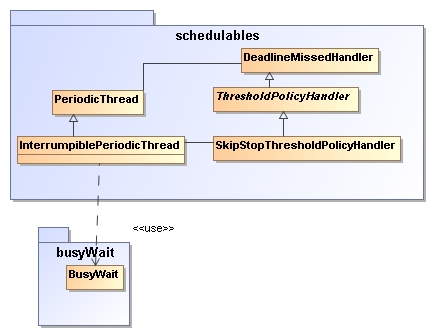 schedulables
DeadlineMissedHandler
PeriodicThread
ThresholdPolicyHandler
InterrumpiblePeriodicThread
SkipStopThresholdPolicyHandler
<<use>>
busyWait
BusyWait